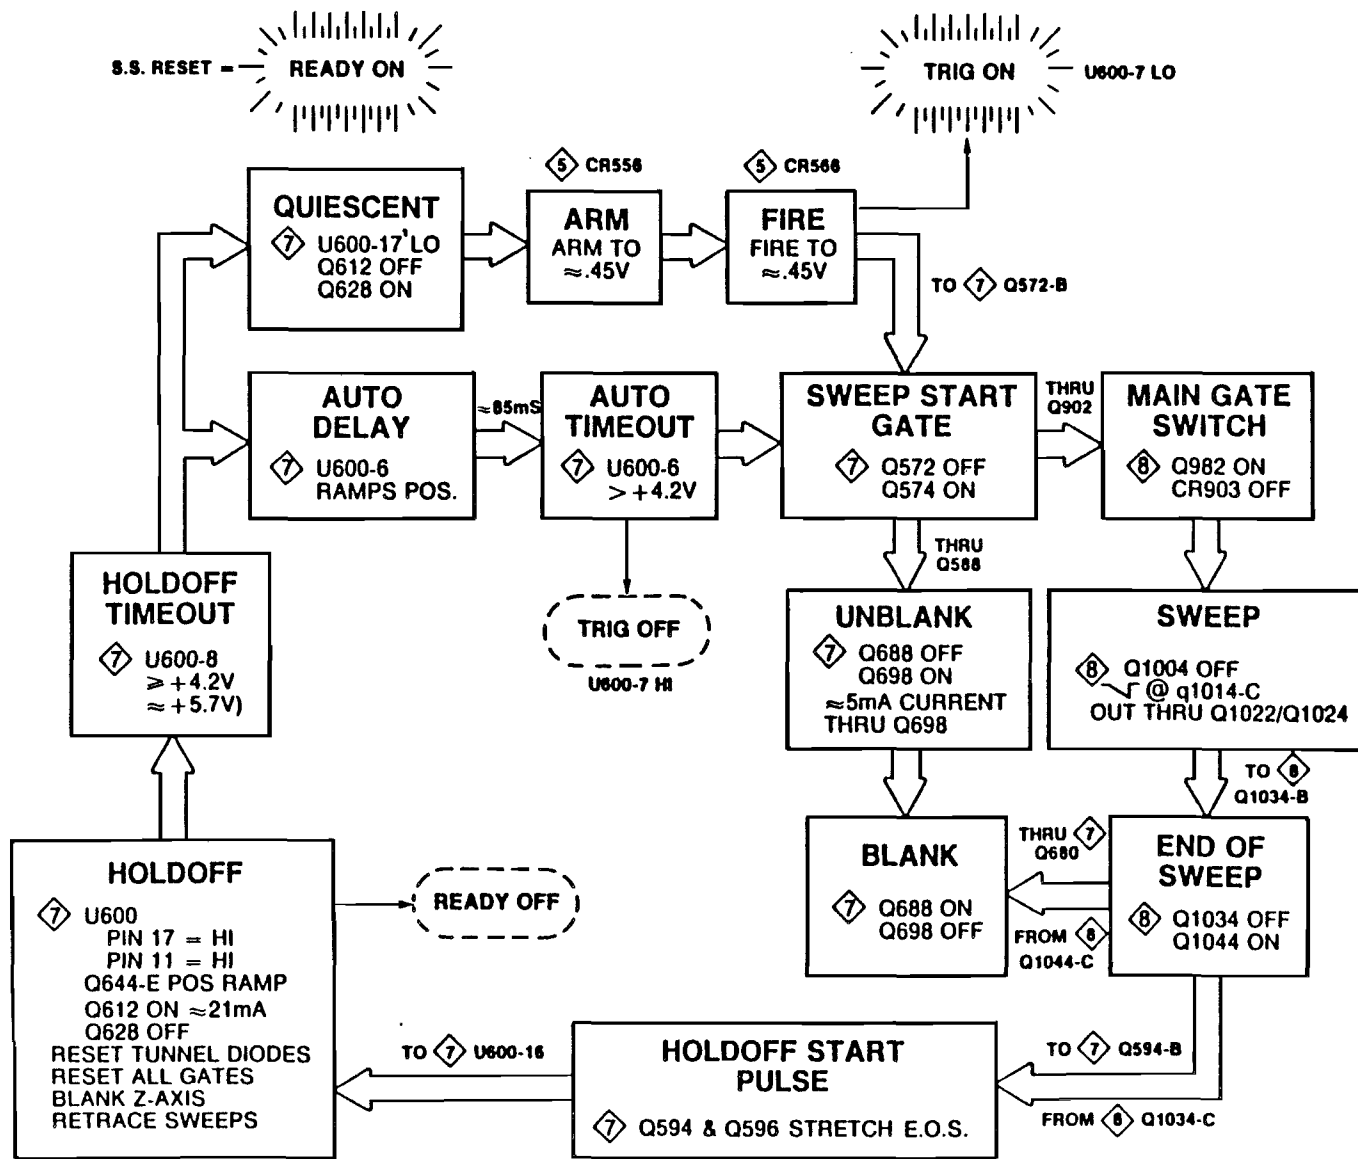 S.S. RESET =
READY ON
TRIG ON
U600-7 LO
5 CR556
5 CR566
QUIESCENT
7 U600-17' LO
Q612 OFF
Q628 ON
ARM
ARM TO
≈.45V
FIRE
FIRE TO
≈.45V
TO 7 Q572-B
AUTO
DELAY
7 U600-6
RAMPS POS.
≈85mS
AUTO
TIMEOUT
7 U600-6
> +4.2V
SWEEP START
GATE
7 Q572 OFF
Q574 ON
THRU
Q902
MAIN GATE
SWITCH
8 Q982 ON
CR903 OFF
HOLDOFF
TIMEOUT
7 U600-8
⩾ +4.2V
≈ +5.7V)
TRIG OFF
U600-7 HI
THRU
Q588
UNBLANK
7 Q688 OFF
Q698 ON
≈5mA CURRENT
THRU Q698
SWEEP
8 Q1004 OFF
@ q1014-C
OUT THRU Q1022/Q1024
TO 8
Q1034-B
HOLDOFF
7 U600
PIN 17 = HI
PIN 11 = HI
Q644-E POS RAMP
Q612 ON ≈21mA
Q628 OFF
RESET TUNNEL DIODES
RESET ALL GATES
BLANK Z-AXIS
RETRACE SWEEPS
READY OFF
BLANK
7 Q688 ON
Q698 OFF
THRU 7
Q680
FROM 8
Q1044-C
END OF
SWEEP
8 Q1034 OFF
Q1044 ON
TO 7 U600-16
HOLDOFF START
PULSE
7 Q594 & Q596 STRETCH E.O.S.
TO 7 Q594-B
FROM 8 Q1034-C